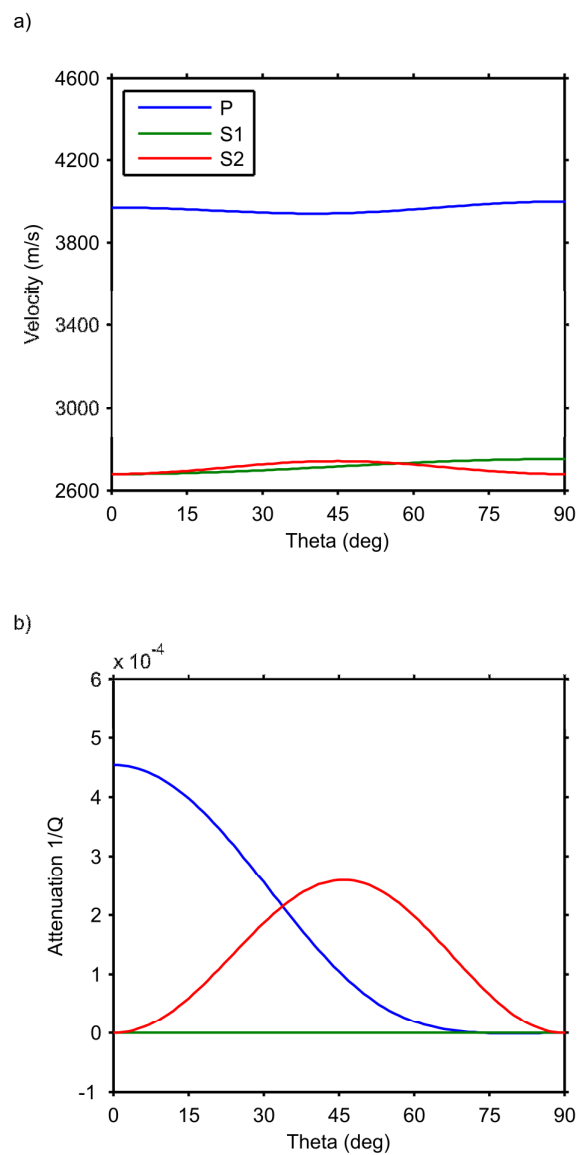 a)
4600
4200
3800
3400
3000
2600
Velocity (m/s)
P
S1
S2
0 15 30 45 60 75 90
Theta (deg)
b)
x 10-4
6
5
4
3
2
1
0
-1
Attenuation 1/Q
0 15 30 45 60 75 90
Theta (deg)